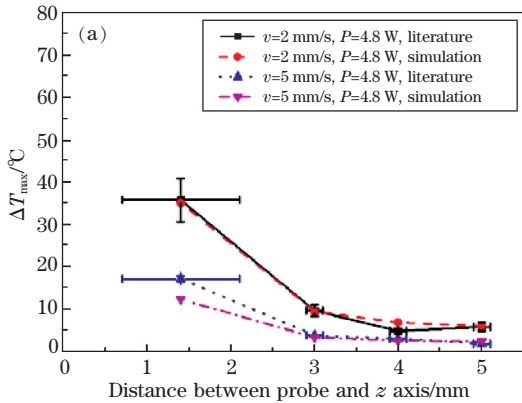 (a)
v=2 mm/s, P=4.8 W, literature
v=2 mm/s, P=4.8 W, simulation
v=5 mm/s, P=4.8 W, literature
v=5 mm/s, P=4.8 W, simulation
80
70
60
50
40
30
20
10
0
ΔTmax/℃
0 1 2 3 4 5
Distance between probe and z axis/mm